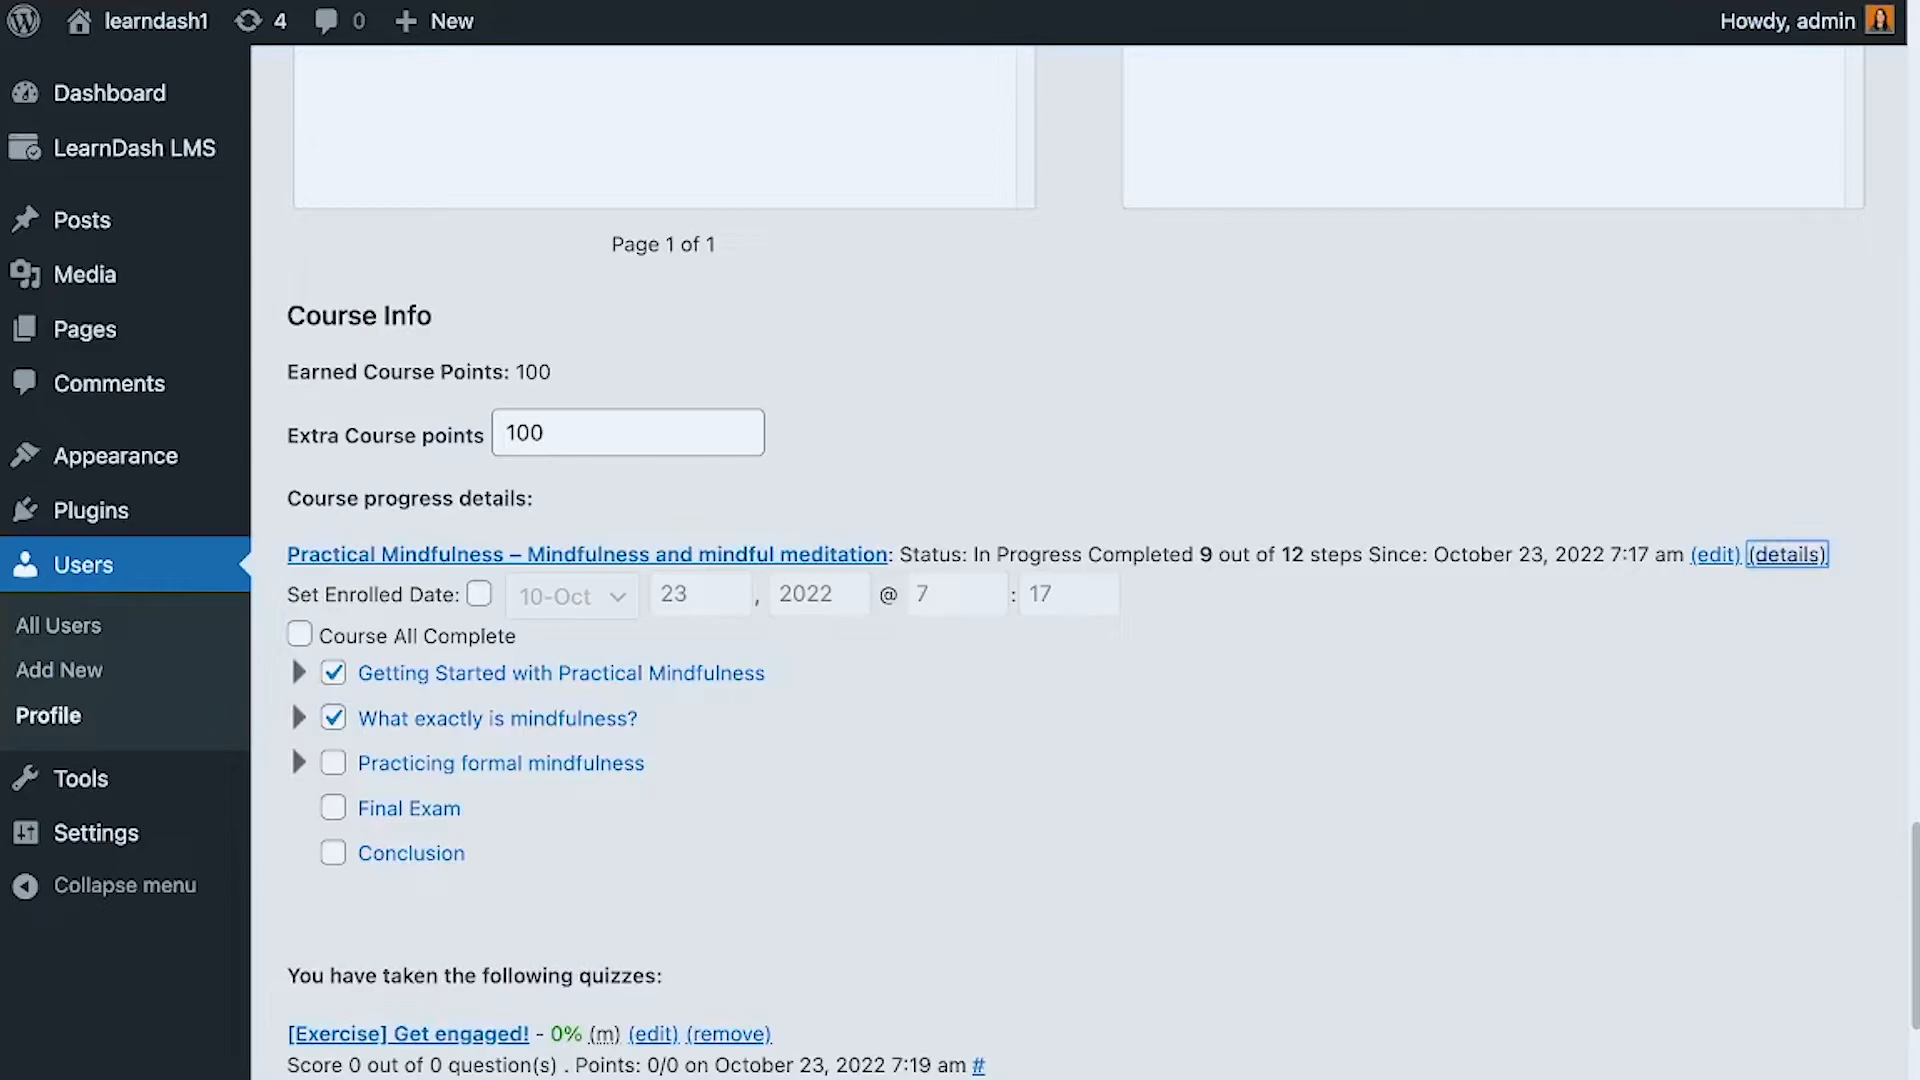 learndash1 4 0 New Howdy, admin
Dashboard
LearnDash LMS
Posts
Media
Pages
Comments
Appearance
Plugins
Users
All Users
Add New
Profile
Tools
Settings
Collapse menu
Page 1 of 1
Course Info
Earned Course Points: 100
Extra Course points 100
Course progress details:
Practical Mindfulness – Mindfulness and mindful meditation: Status: In Progress Completed 9 out of 12 steps Since: October 23, 2022 7:17 am (edit) (details)
Set Enrolled Date: 10-Oct 23 , 2022 @ 7 : 17
Course All Complete
Getting Started with Practical Mindfulness
What exactly is mindfulness?
Practicing formal mindfulness
Final Exam
Conclusion
You have taken the following quizzes:
[Exercise] Get engaged! - 0% (m) (edit) (remove)
Score 0 out of 0 question(s) . Points: 0/0 on October 23, 2022 7:19 am #